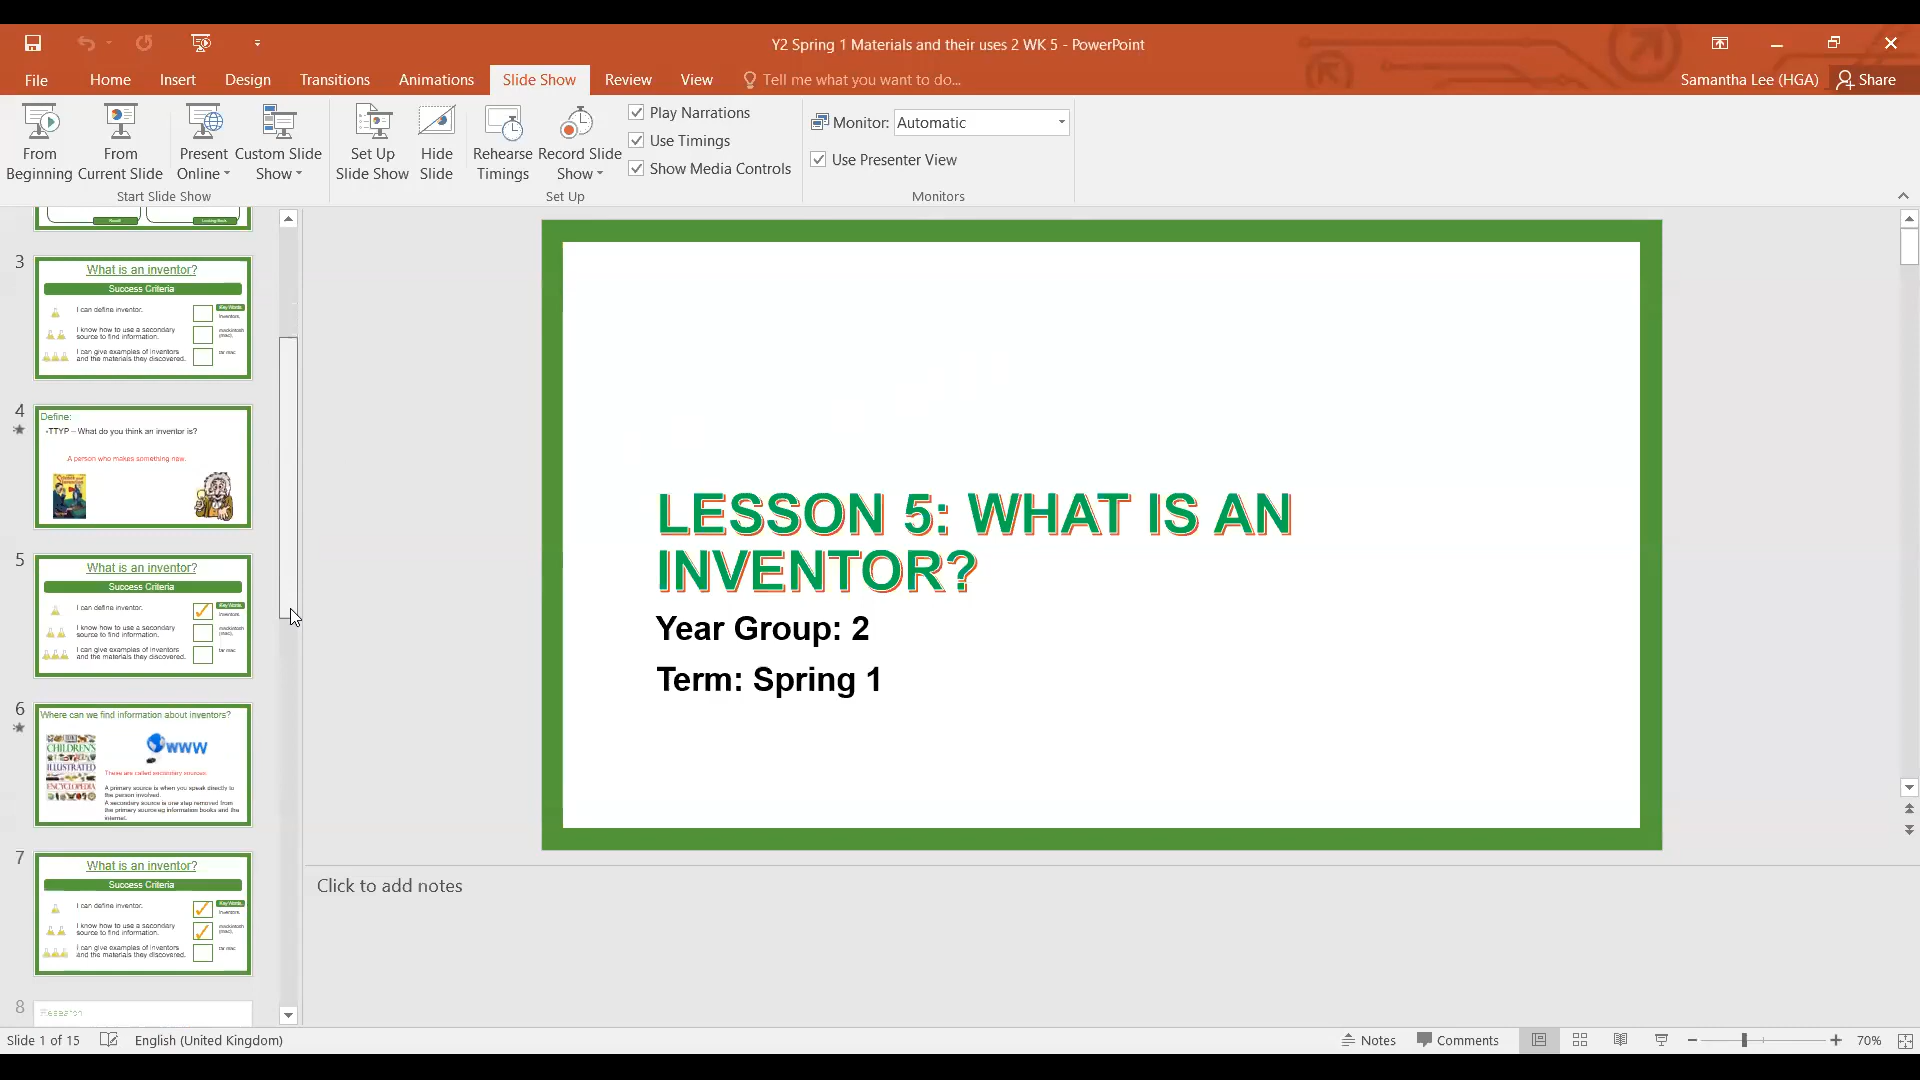 Y2 Spring 1 Materials and their uses 2 WK 5 - PowerPoint
File Home Insert Design Transitions Animations Slide Show Review View Tell me what you want to do... Samantha Lee (HGA) Share
From Beginning
From Current Slide
Present Online
Custom Slide Show
Start Slide Show
Set Up Slide Show
Hide Slide
Rehearse Timings
Record Slide Show
Play Narrations
Use Timings
Show Media Controls
Set Up
Monitor: Automatic
Use Presenter View
Monitors
3
What is an inventor?
Success Criteria
I can define inventor.
Key Words
inventors,
I know how to use a secondary
source to find information.
mackintosh
(mac),
I can give examples of inventors
and the materials they discovered.
tar mac
4
Define:
-TTYP – What do you think an inventor is?
A person who makes something new.
5
What is an inventor?
Success Criteria
I can define inventor.
Key Words
inventors,
I know how to use a secondary
source to find information.
mackintosh
(mac),
I can give examples of inventors
and the materials they discovered.
tar mac
6
Where can we find information about inventors?
CHILDREN'S
ILLUSTRATED
ENCYCLOPEDIA
www
These are called secondary sources.
A primary source is when you speak directly to
the person involved.
A secondary source is one step removed from
the primary source eg information books and the
internet.
7
What is an inventor?
Success Criteria
I can define inventor.
Key Words
inventors,
I know how to use a secondary
source to find information.
mackintosh
(mac),
I can give examples of inventors
and the materials they discovered.
tar mac
8
Research
LESSON 5: WHAT IS AN
INVENTOR?
Year Group: 2
Term: Spring 1
Click to add notes
Slide 1 of 15 English (United Kingdom) Notes Comments 70%